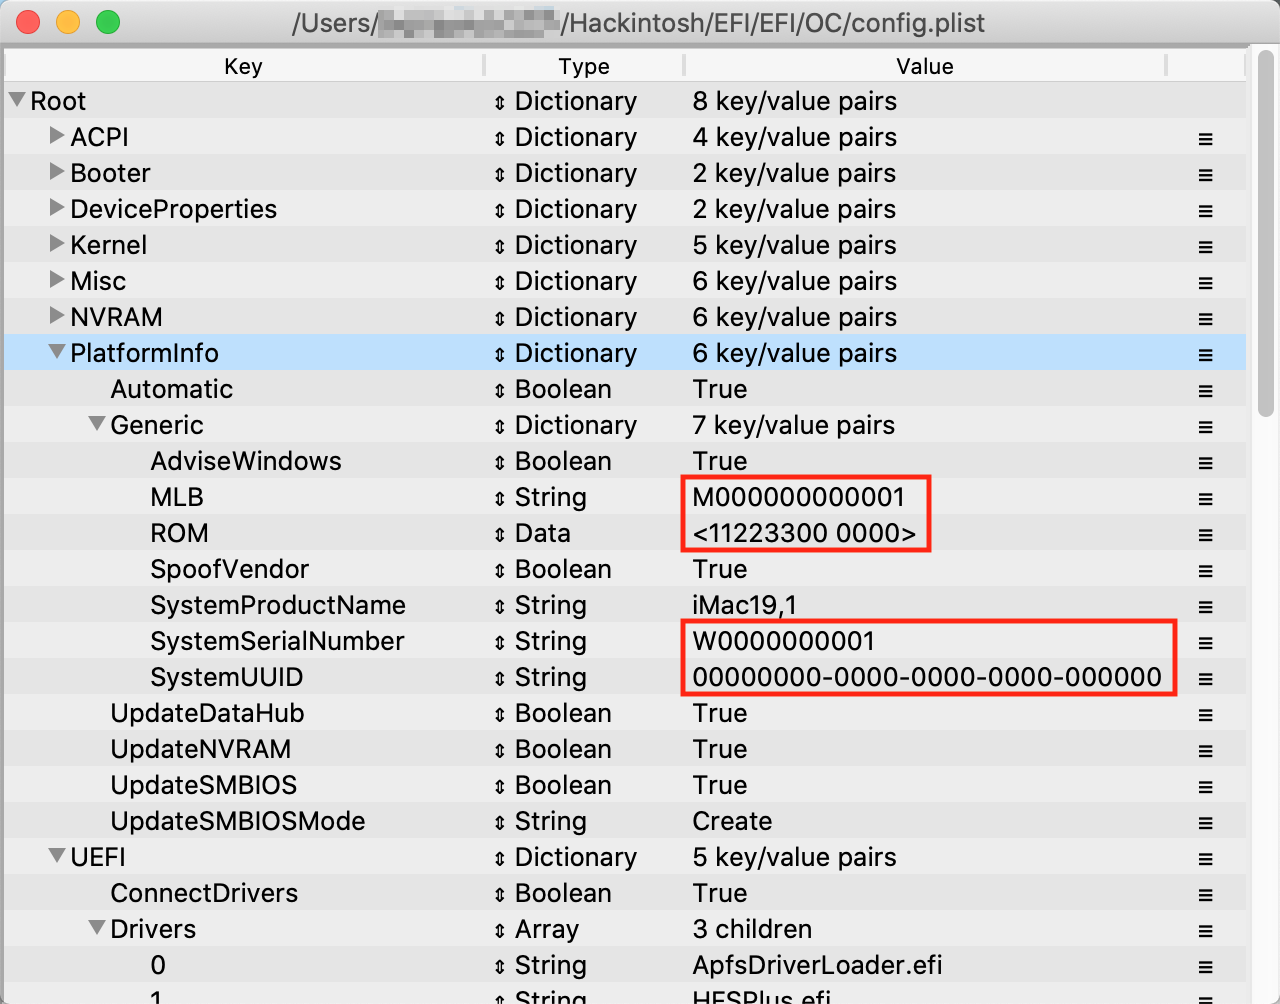 /Users/ /Hackintosh/EFI/EFI/OC/config.plist
Key Type Value
Root Dictionary 8 key/value pairs
ACPI Dictionary 4 key/value pairs
Booter Dictionary 2 key/value pairs
DeviceProperties Dictionary 2 key/value pairs
Kernel Dictionary 5 key/value pairs
Misc Dictionary 6 key/value pairs
NVRAM Dictionary 6 key/value pairs
PlatformInfo Dictionary 6 key/value pairs
Automatic Boolean True
Generic Dictionary 7 key/value pairs
AdviseWindows Boolean True
MLB String M000000000001
ROM Data <11223300 0000>
SpoofVendor Boolean True
SystemProductName String iMac19,1
SystemSerialNumber String W0000000001
SystemUUID String 00000000-0000-0000-0000-000000
UpdateDataHub Boolean True
UpdateNVRAM Boolean True
UpdateSMBIOS Boolean True
UpdateSMBIOSMode String Create
UEFI Dictionary 5 key/value pairs
ConnectDrivers Boolean True
Drivers Array 3 children
0 String ApfsDriverLoader.efi
1 String HFSPlus.efi